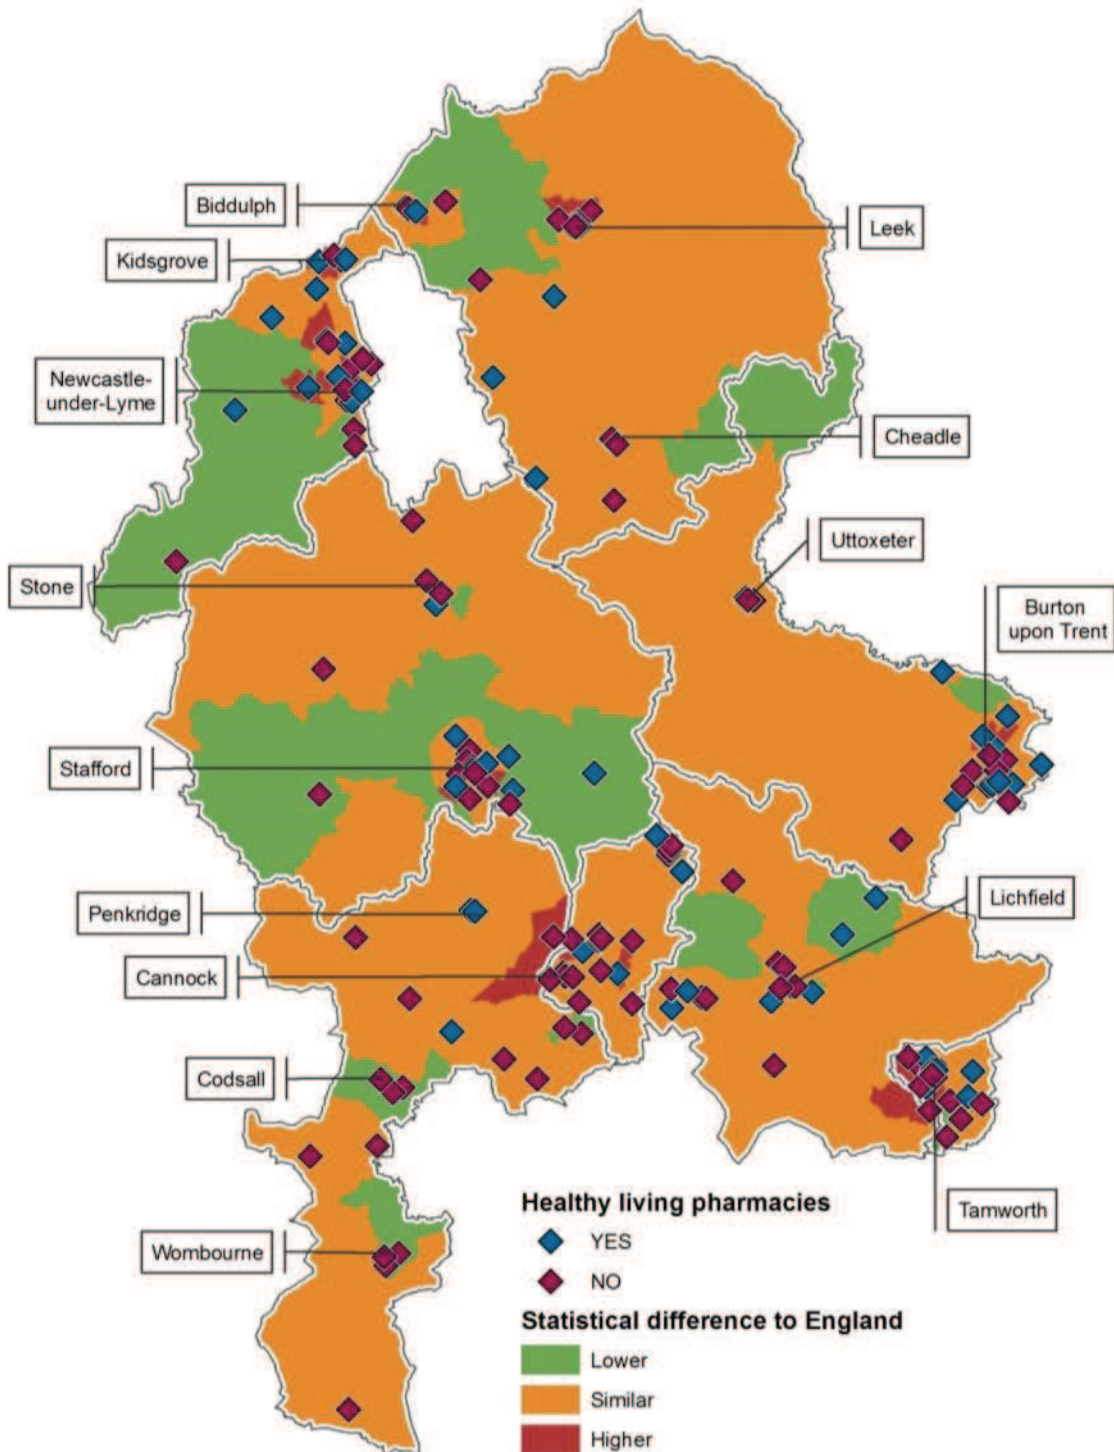 Biddulph
Leek
Kidsgrove
Newcastle-
under-Lyme
Cheadle
Uttoxeter
Stone
Burton
upon Trent
Stafford
Lichfield
Penkridge
Cannock
Codsall
Tamworth
Wombourne
Healthy living pharmacies
YES
NO
Statistical difference to England
Lower
Similar
Higher